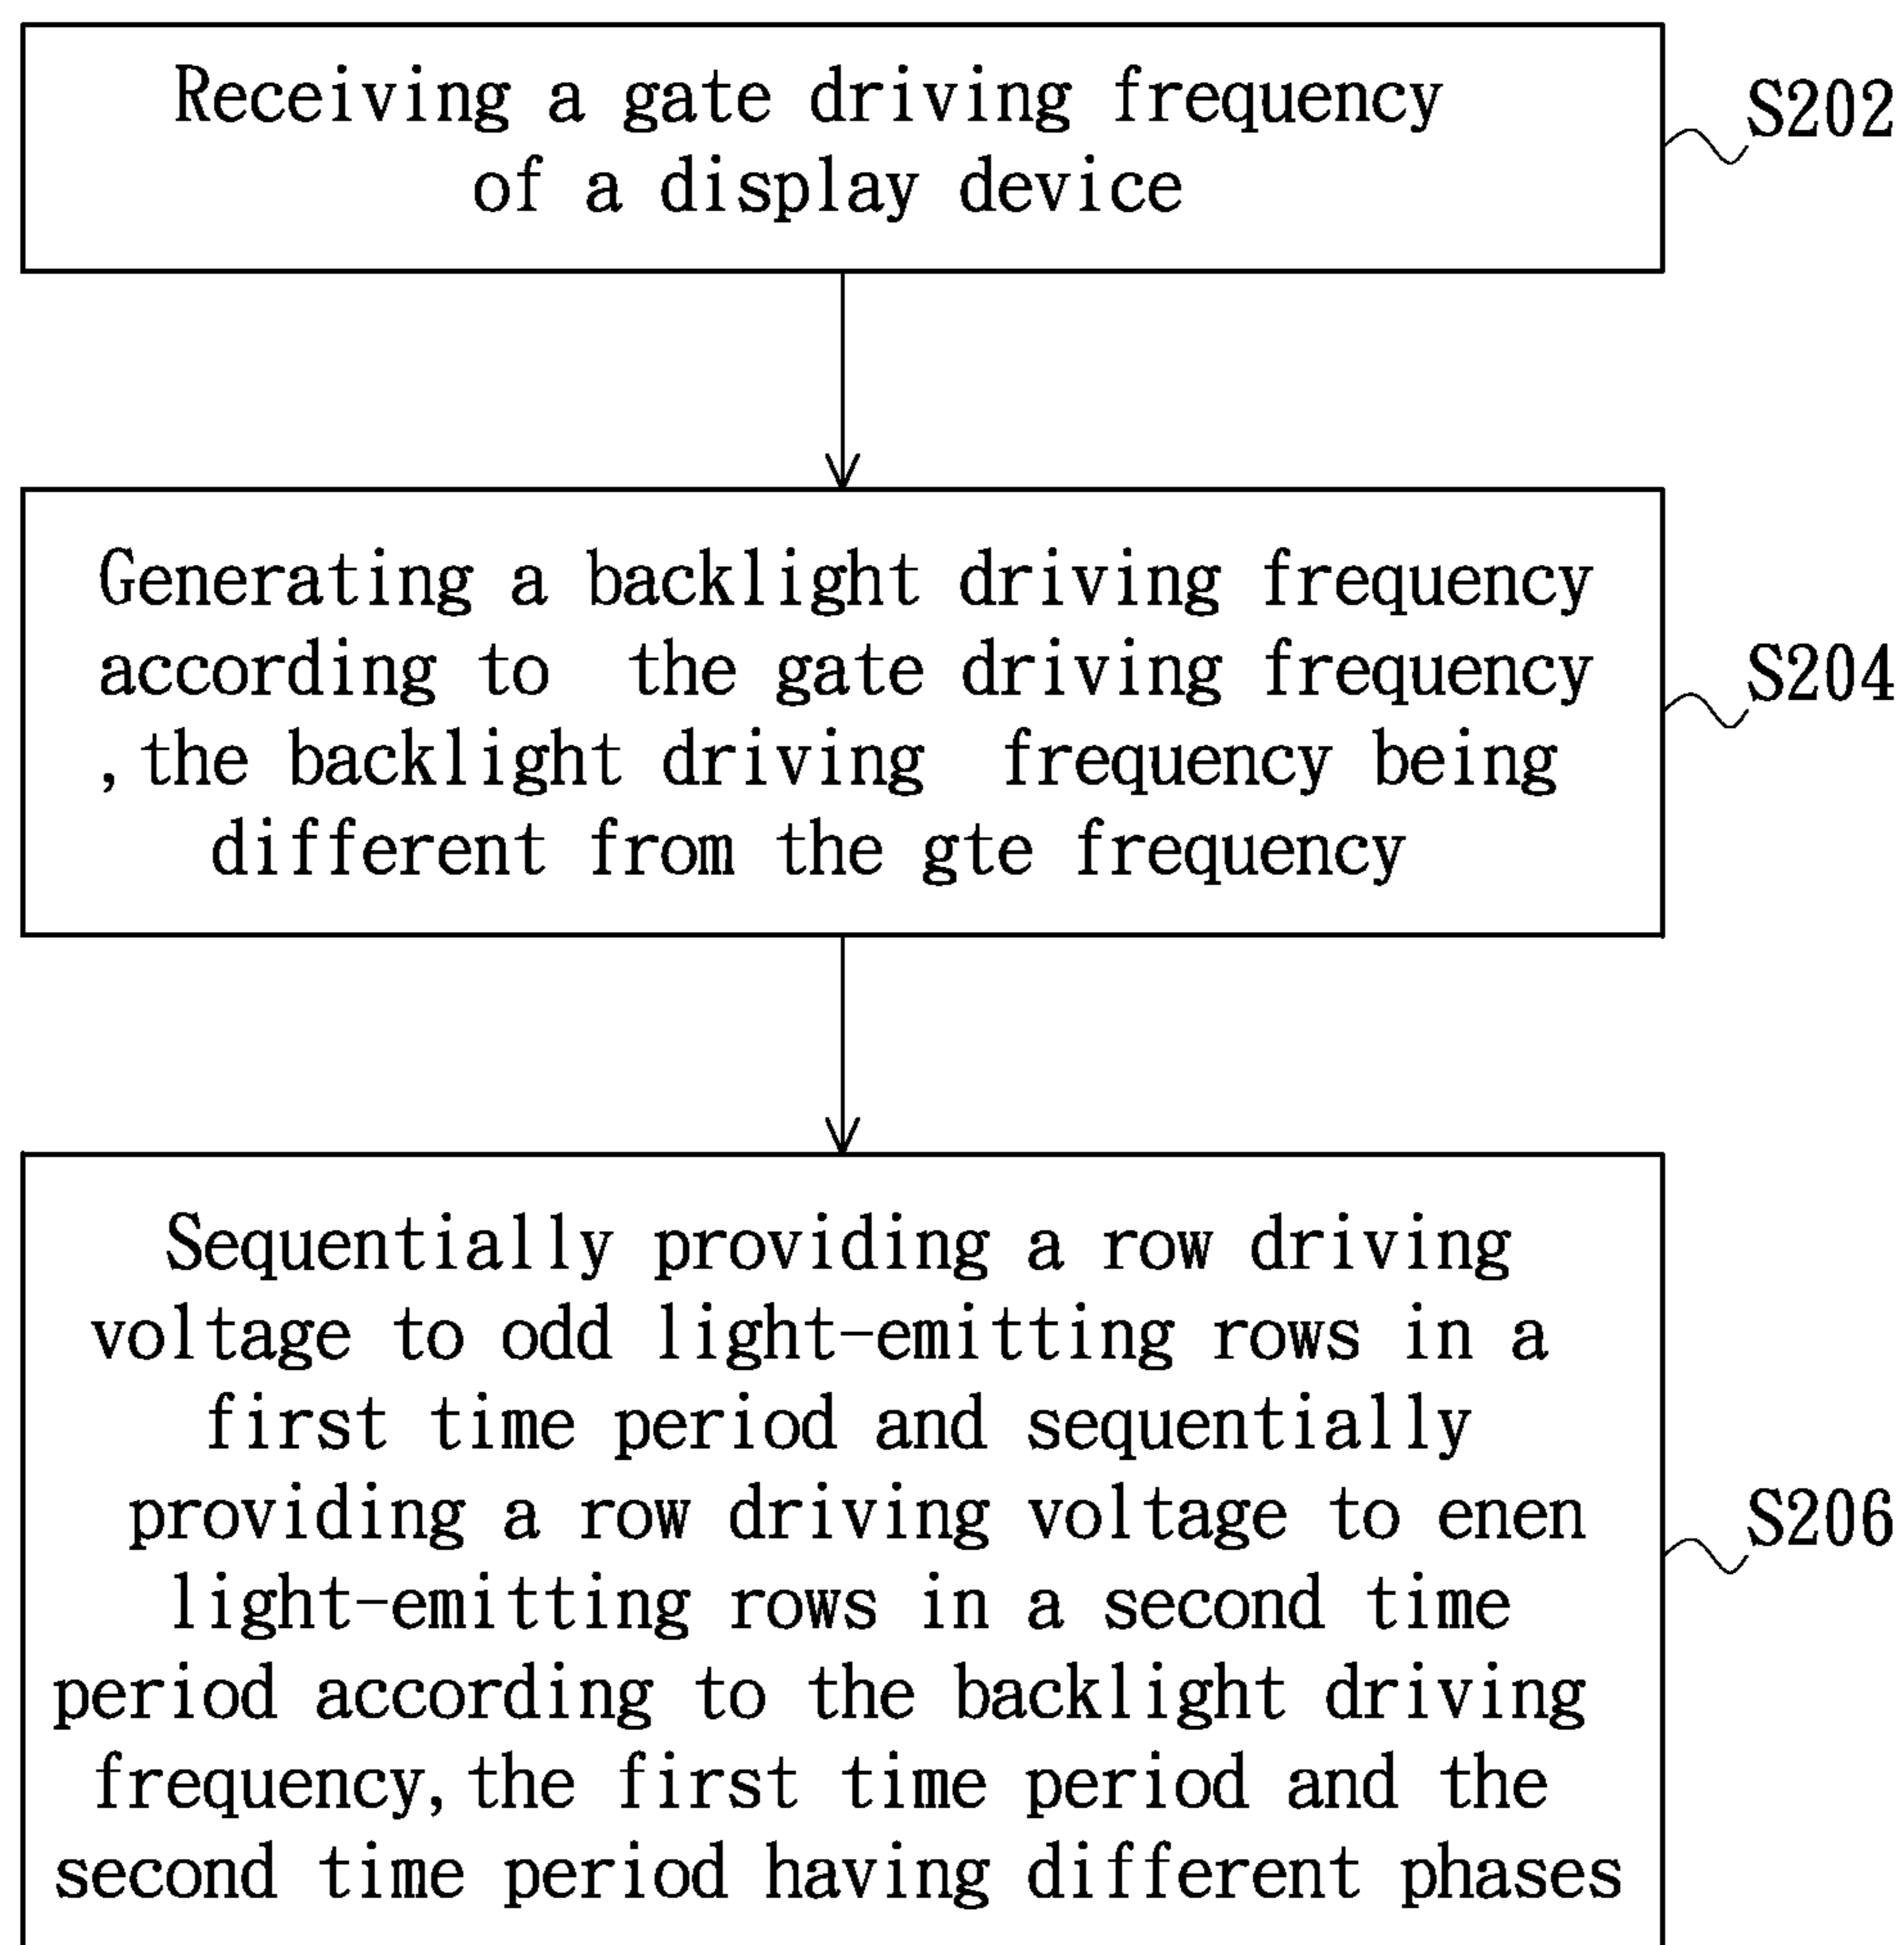 Receiving a gate driving frequency
of a display device
S202
Generating a backlight driving frequency
according to the gate driving frequency
,the backlight driving frequency being
different from the gte frequency
S204
Sequentially providing a row driving
voltage to odd light-emitting rows in a
first time period and sequentially
providing a row driving voltage to enen
light-emitting rows in a second time
period according to the backlight driving
frequency,the first time period and the
second time period having different phases
S206